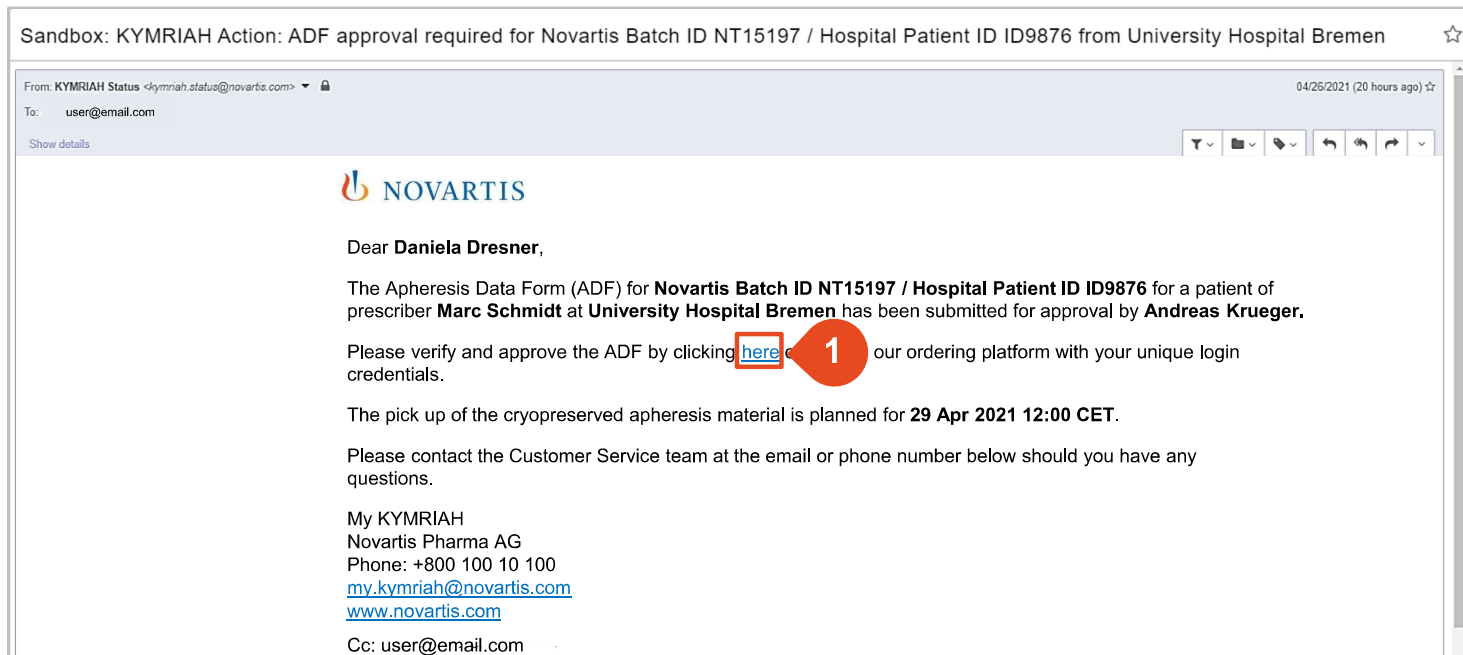 Sandbox: KYMRIAH Action: ADF approval required for Novartis Batch ID NT15197 / Hospital Patient ID ID9876 from University Hospital Bremen
From: KYMRIAH Status <kymriah.status@novartis.com>
04/26/2021 (20 hours ago)
To: user@email.com
Show details
NOVARTIS
Dear Daniela Dresner,
The Apheresis Data Form (ADF) for Novartis Batch ID NT15197 / Hospital Patient ID ID9876 for a patient of
prescriber Marc Schmidt at University Hospital Bremen has been submitted for approval by Andreas Krueger.
Please verify and approve the ADF by clicking here 1 our ordering platform with your unique login
credentials.
The pick up of the cryopreserved apheresis material is planned for 29 Apr 2021 12:00 CET.
Please contact the Customer Service team at the email or phone number below should you have any
questions.
My KYMRIAH
Novartis Pharma AG
Phone: +800 100 10 100
my.kymriah@novartis.com
www.novartis.com
Cc: user@email.com